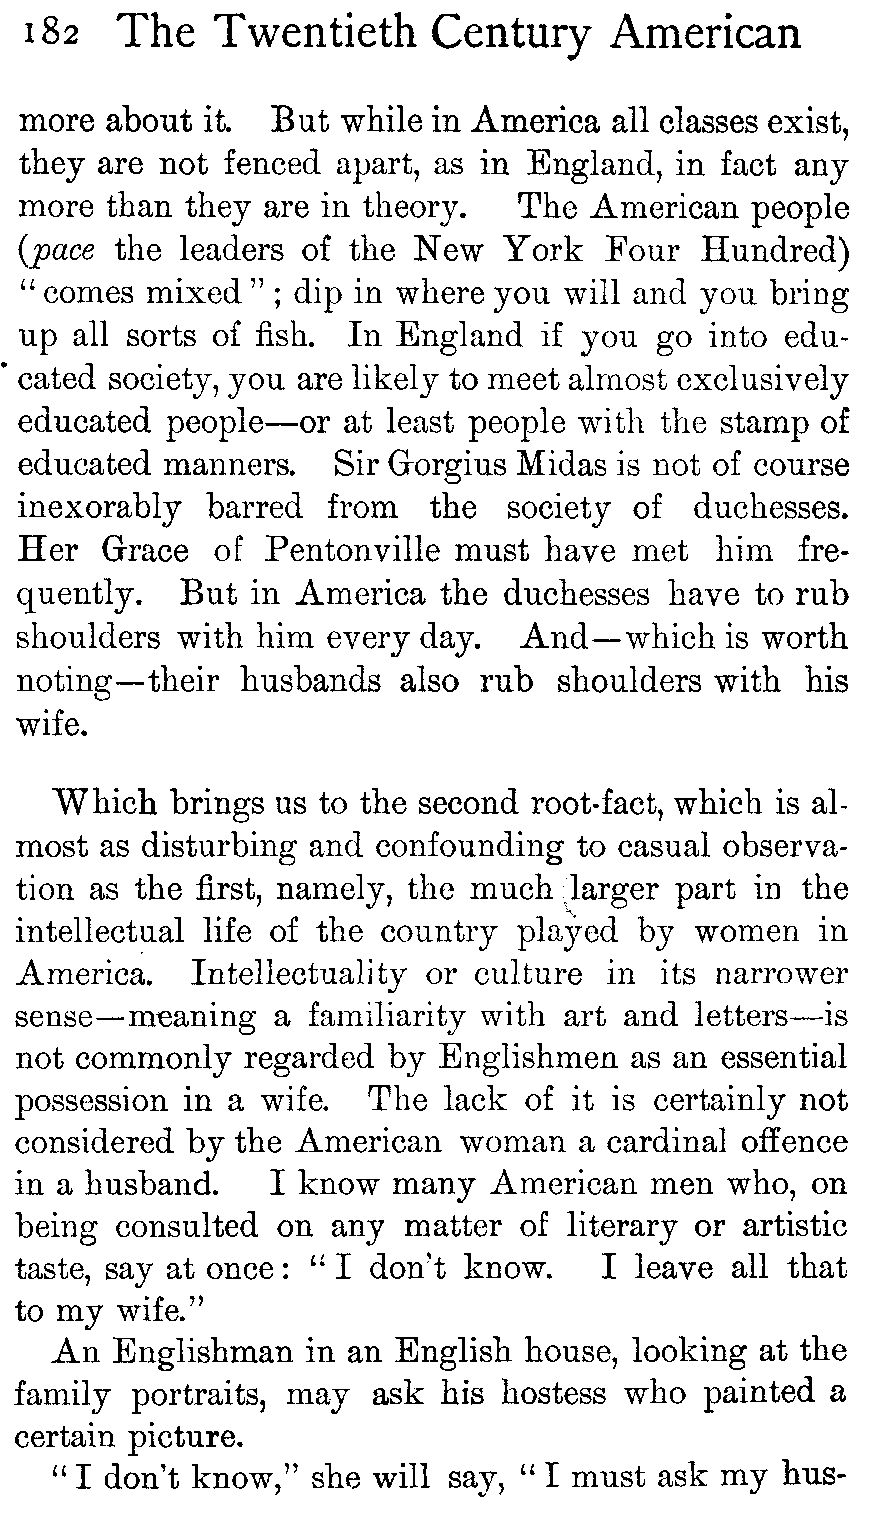 182 The Twentieth Century American
more about it. But while in America all classes exist,
they are not fenced apart, as in England, in fact any
more than they are in theory. The American people
(pace the leaders of the New York Four Hundred)
"comes mixed"; dip in where you will and you bring
up all sorts of fish. In England if you go into edu-
cated society, you are likely to meet almost exclusively
educated people—or at least people with the stamp of
educated manners. Sir Gorgius Midas is not of course
inexorably barred from the society of duchesses.
Her Grace of Pentonville must have met him fre-
quently. But in America the duchesses have to rub
shoulders with him every day. And—which is worth
noting—their husbands also rub shoulders with his
wife.
Which brings us to the second root-fact, which is al-
most as disturbing and confounding to casual observa-
tion as the first, namely, the much larger part in the
intellectual life of the country played by women in
America. Intellectuality or culture in its narrower
sense—meaning a familiarity with art and letters—is
not commonly regarded by Englishmen as an essential
possession in a wife. The lack of it is certainly not
considered by the American woman a cardinal offence
in a husband. I know many American men who, on
being consulted on any matter of literary or artistic
taste, say at once: "I don't know. I leave all that
to my wife."
An Englishman in an English house, looking at the
family portraits, may ask his hostess who painted a
certain picture.
"I don't know," she will say, "I must ask my hus-